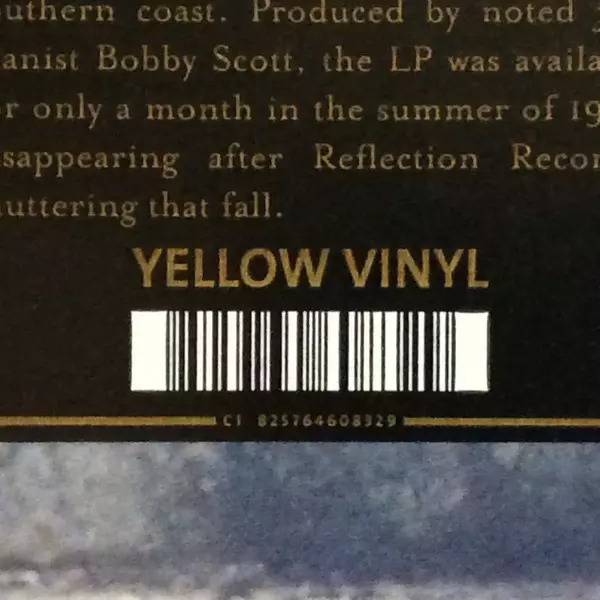 uthern coast. Produced by noted j
anist Bobby Scott, the LP was availa
r only a month in the summer of 19
sappearing after Reflection Recor
uttering that fall.
YELLOW VINYL
CI 825764608329